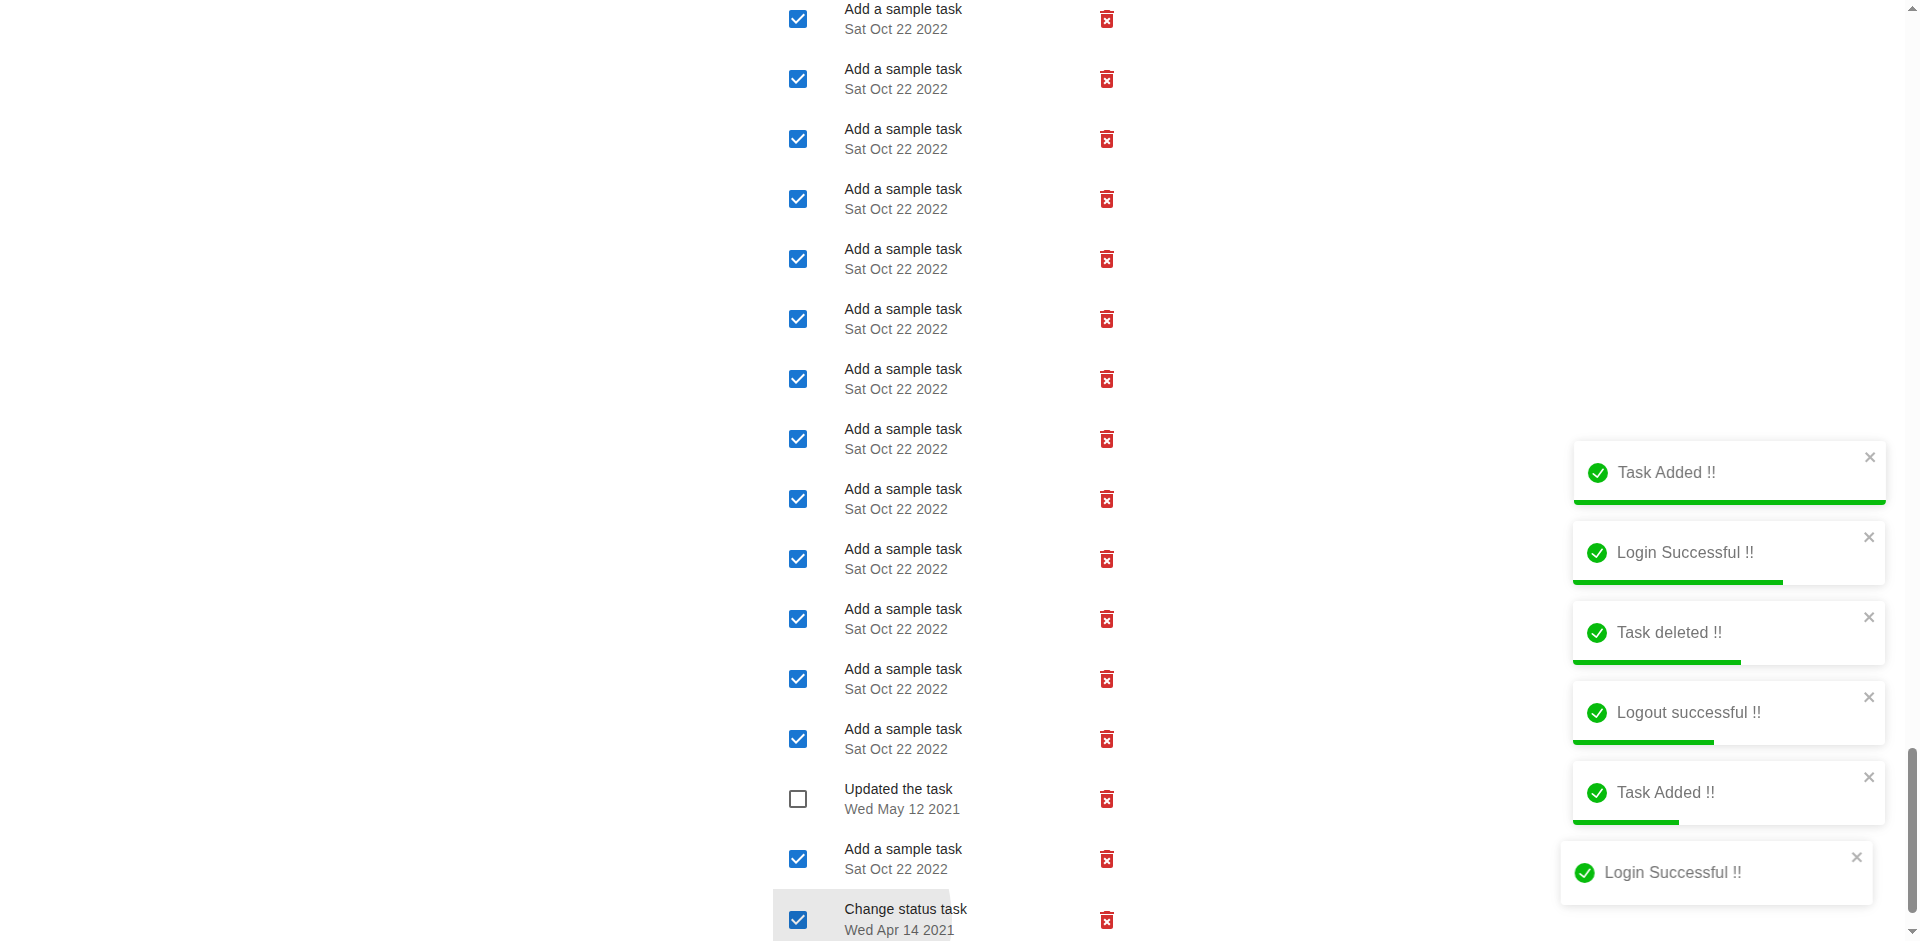 Add a sample task
Sat Oct 22 2022
Add a sample task
Sat Oct 22 2022
Add a sample task
Sat Oct 22 2022
Add a sample task
Sat Oct 22 2022
Add a sample task
Sat Oct 22 2022
Add a sample task
Sat Oct 22 2022
Add a sample task
Sat Oct 22 2022
Add a sample task
Sat Oct 22 2022
Add a sample task
Sat Oct 22 2022
Add a sample task
Sat Oct 22 2022
Add a sample task
Sat Oct 22 2022
Add a sample task
Sat Oct 22 2022
Add a sample task
Sat Oct 22 2022
Updated the task
Wed May 12 2021
Add a sample task
Sat Oct 22 2022
Change status task
Wed Apr 14 2021
Task Added !!
Login Successful !!
Task deleted !!
Logout successful !!
Task Added !!
Login Successful !!